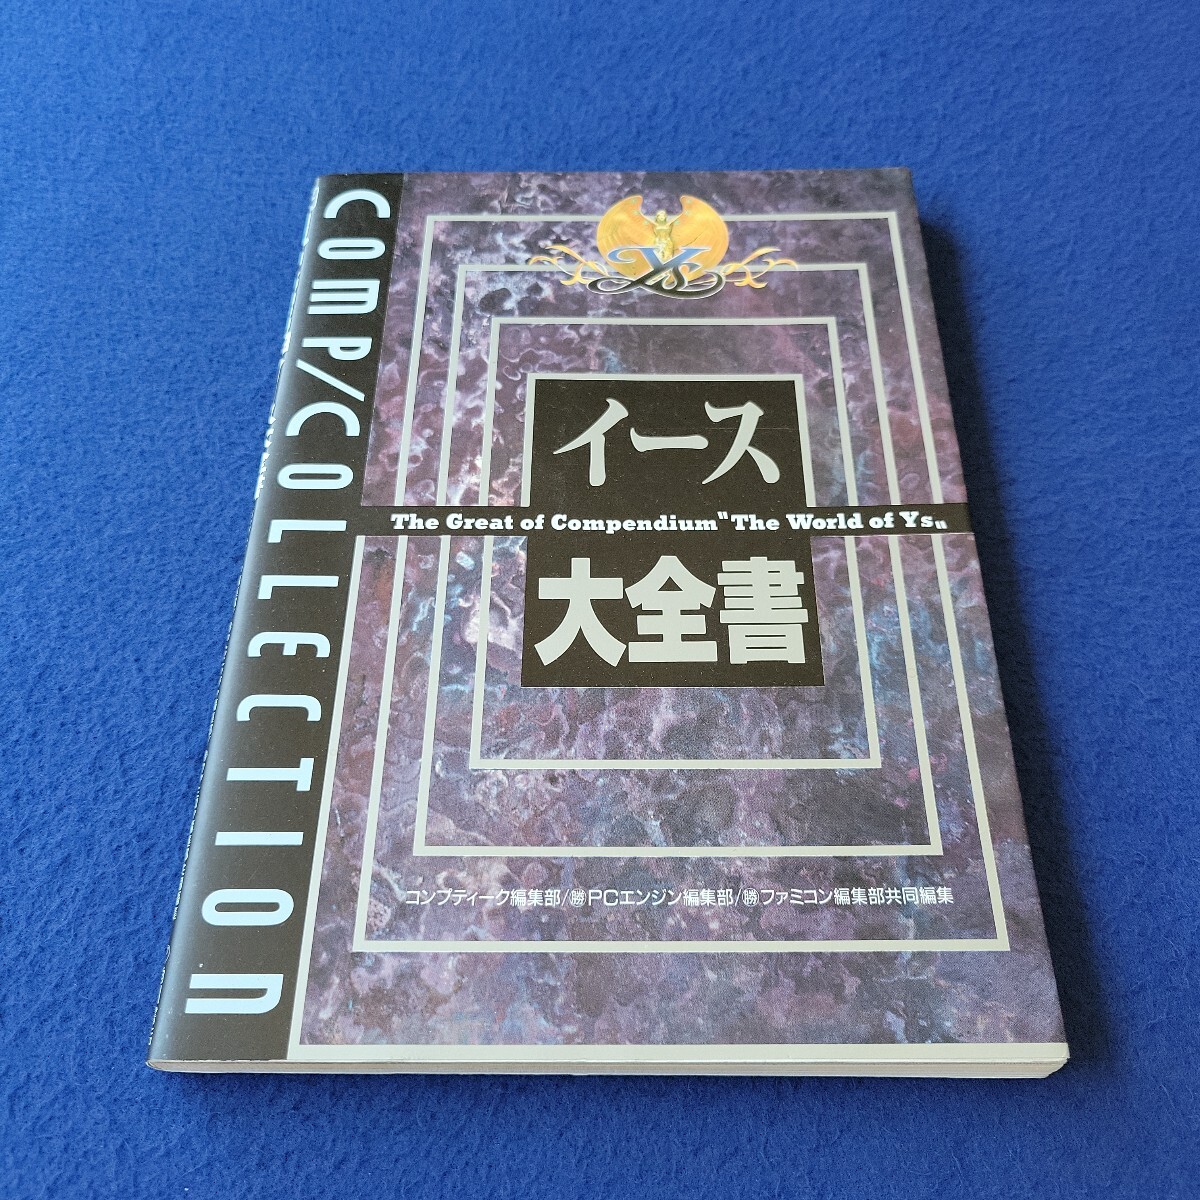 COMP/COLLECTION
Ys
イース
The Great of Compendium〝The World of Ys〟
大全書
コンプティーク編集部/㊝PCエンジン編集部/㊝ファミコン編集部共同編集